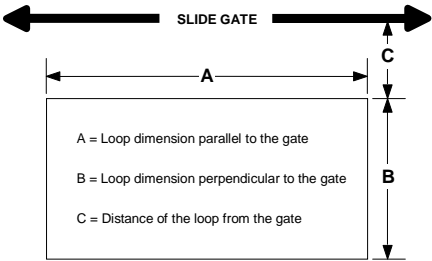 SLIDE GATE
C
A
A = Loop dimension parallel to the gate
B = Loop dimension perpendicular to the gate
B
C = Distance of the loop from the gate